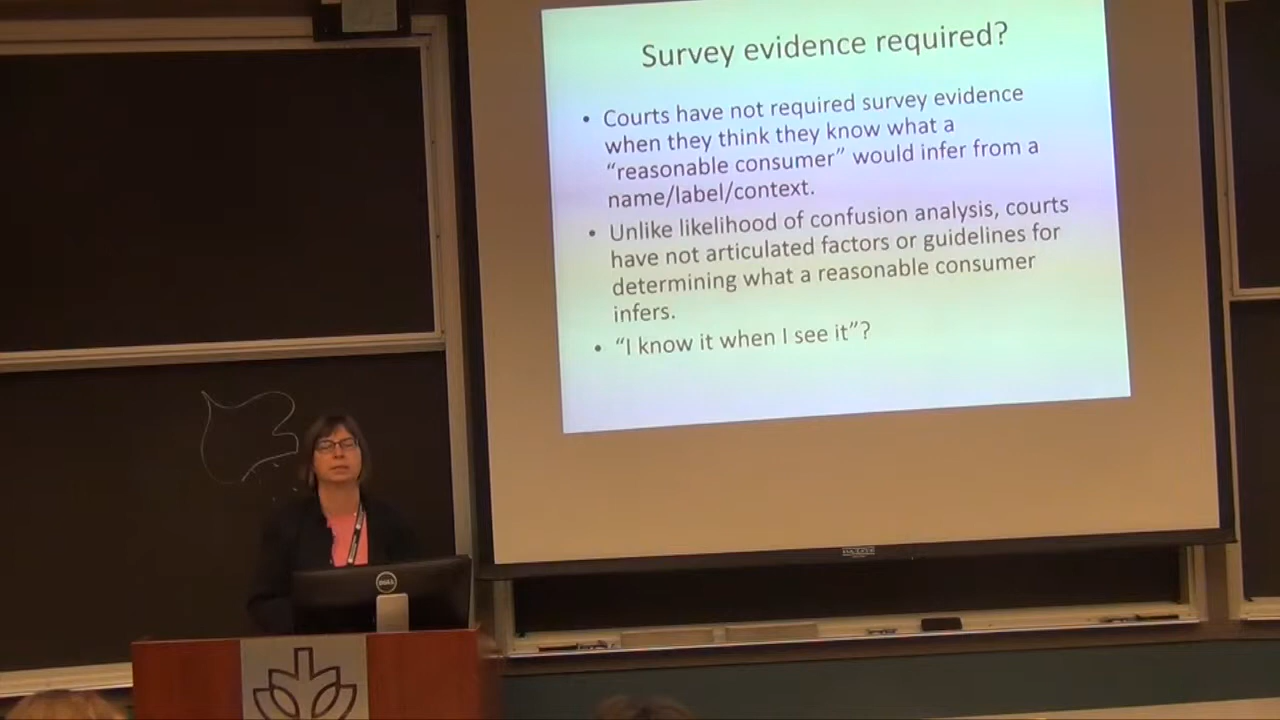 Survey evidence required?
• Courts have not required survey evidence
when they think they know what a
“reasonable consumer” would infer from a
name/label/context.
• Unlike likelihood of confusion analysis, courts
have not articulated factors or guidelines for
determining what a reasonable consumer
infers.
• “I know it when I see it”?
DELL